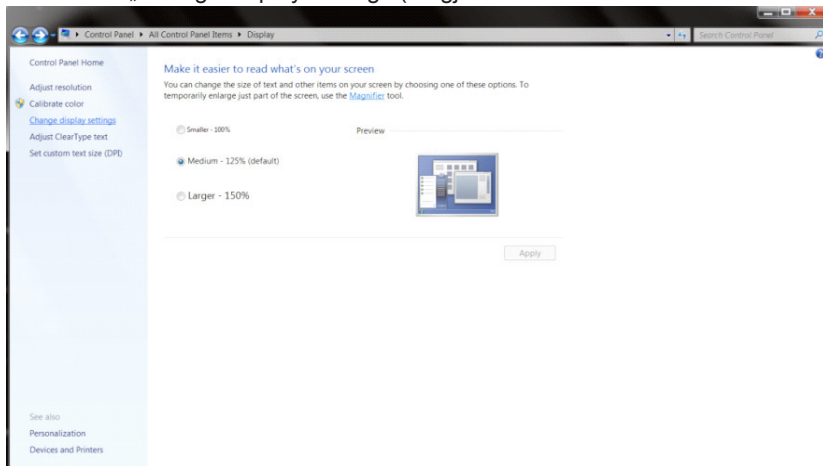 Control Panel ▸ All Control Panel Items ▸ Display
Search Control Panel
Control Panel Home
Adjust resolution
Calibrate color
Change display settings
Adjust ClearType text
Set custom text size (DPI)
Make it easier to read what's on your screen
You can change the size of text and other items on your screen by choosing one of these options. To
temporarily enlarge just part of the screen, use the Magnifier tool.
Smaller - 100%
Preview
Medium - 125% (default)
Larger - 150%
Apply
See also
Personalization
Devices and Printers